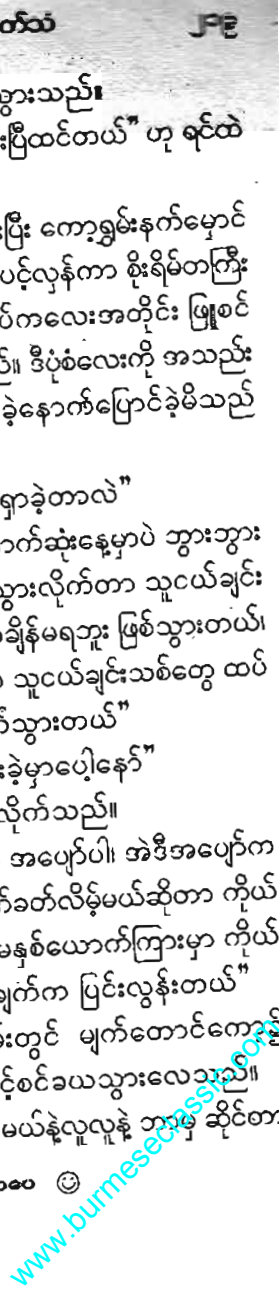 တ်သံ ၂၁၉
သွားသည်။
းပြီထင်တယ်” ဟု ရင်ထဲ
းပြီး ကော့ရွှမ်းနက်မှောင်
ပင့်လှန်ကာ စိုးရိမ်တကြီး
ပ်ကလေးအတိုင်း ဖြူစင်
ည်။ ဒီပုံစံလေးကို အသည်း
ခဲ့နောက်ပြောင်ခဲ့မိသည်
ရှာခဲ့တာလဲ”
ာက်ဆုံးနေ့မှာပဲ ဘွားဘွား
သွားလိုက်တာ သူငယ်ချင်း
ချိန်မရဘူး ဖြစ်သွားတယ်၊
သူငယ်ချင်းသစ်တွေ ထပ်
်သွားတယ်”
းခဲ့မှာပေါ့နော်”
လိုက်သည်။
အပျော်ပါ၊ အဲဒီအပျော်က
က်ခတ်လိမ့်မယ်ဆိုတာ ကိုယ်
မနှစ်ယောက်ကြားမှာ ကိုယ်
ချက်က ပြင်းလွန်းတယ်”
်းတွင် မျက်တောင်ကော့
့်စင်ခယသွားလေသည်။
မယ်နဲ့လူလူနဲ့ ဘာမှ ဆိုင်တာ
ာပေ ☺
www.burmeseclassic.com